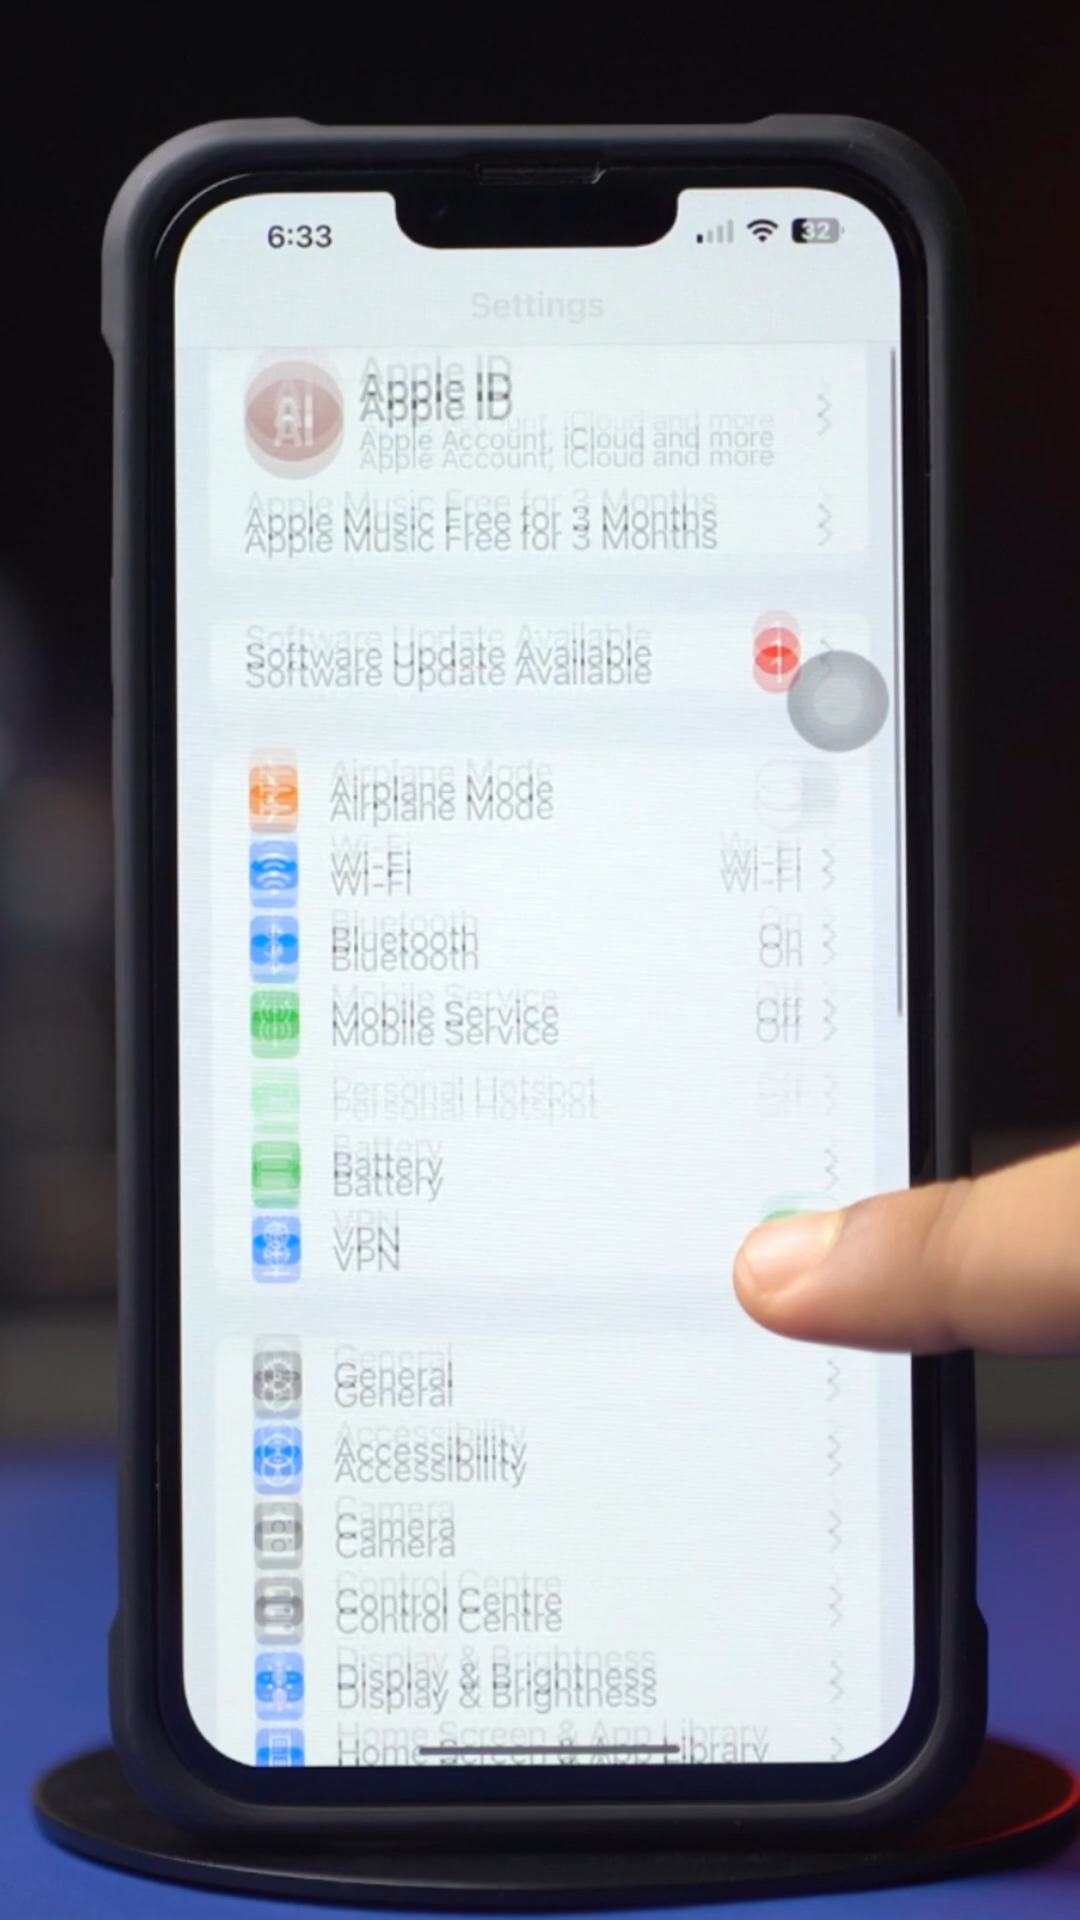 6:33
32
Settings
AI
Apple ID
Apple Account, iCloud and more
Apple Music Free for 3 Months
Software Update Available
1
Airplane Mode
Wi-Fi Wi-Fi
Bluetooth On
Mobile Service Off
Personal Hotspot Off
Battery
VPN
General
Accessibility
Camera
Control Centre
Display & Brightness
Home Screen & App Library